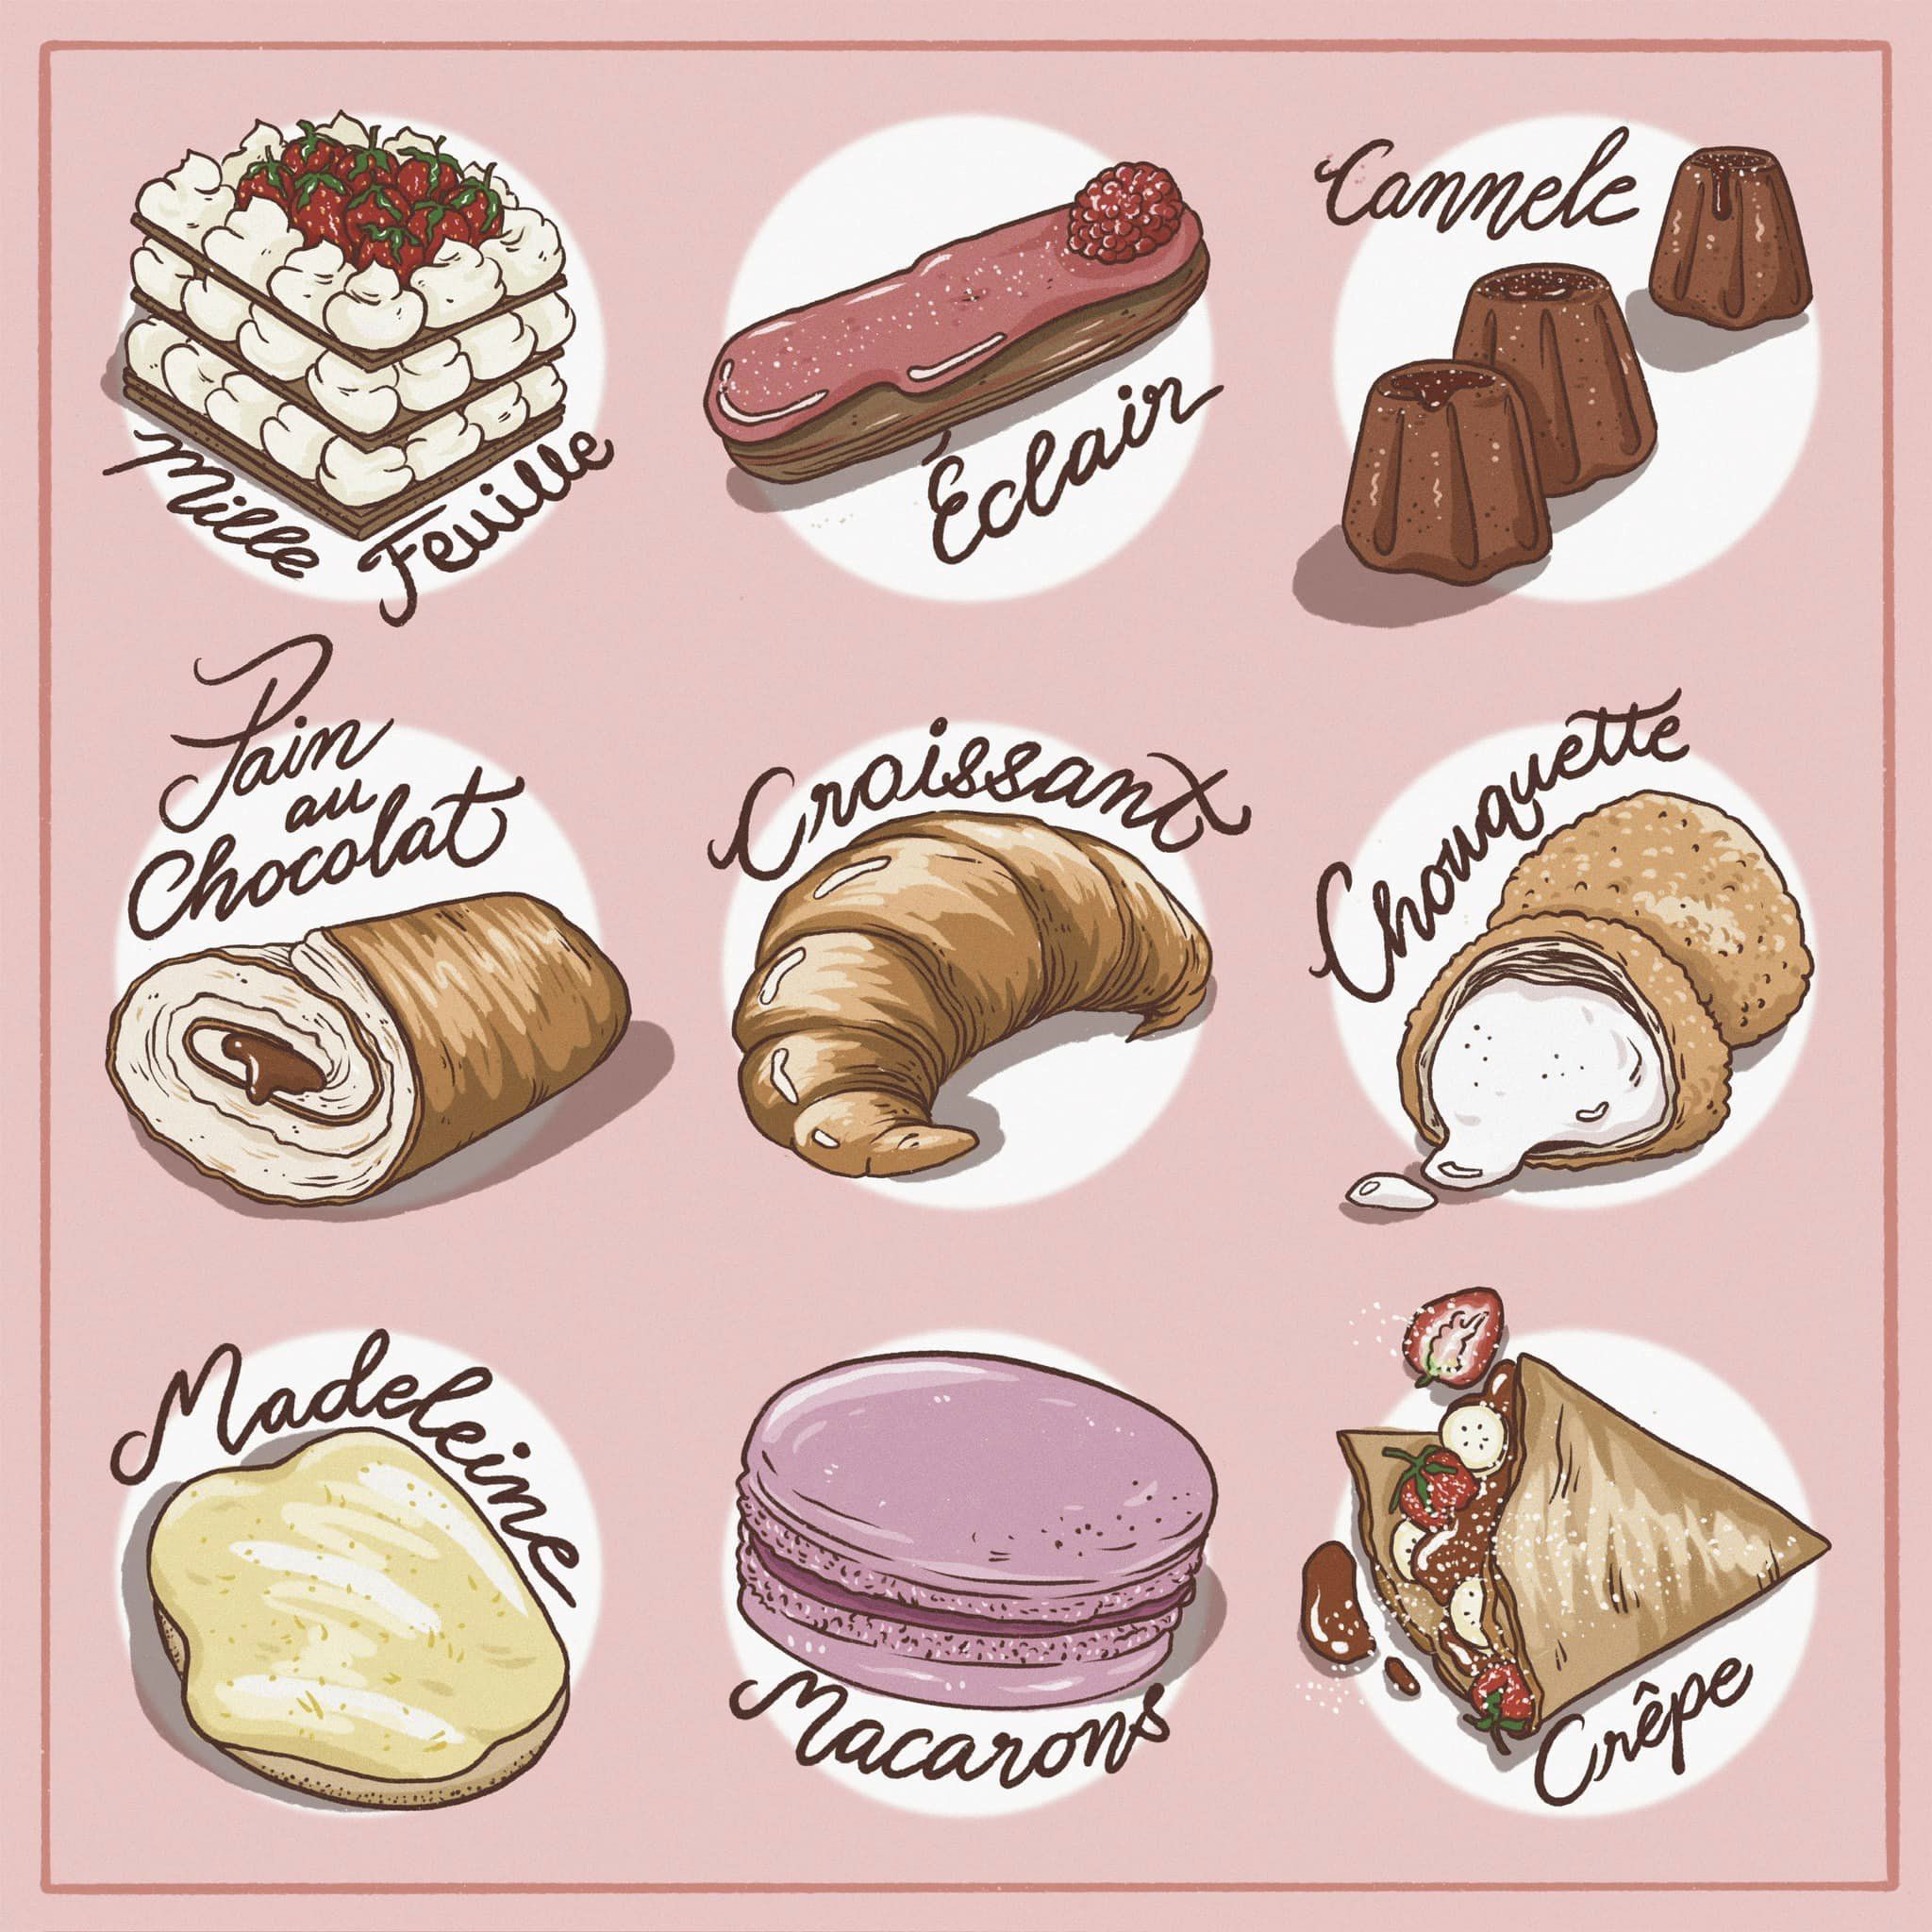 Mille Feuille
Éclair
Cannele
Pain
au
Chocolat
Croissant
Chouquette
Madeleine
Macarons
Crêpe